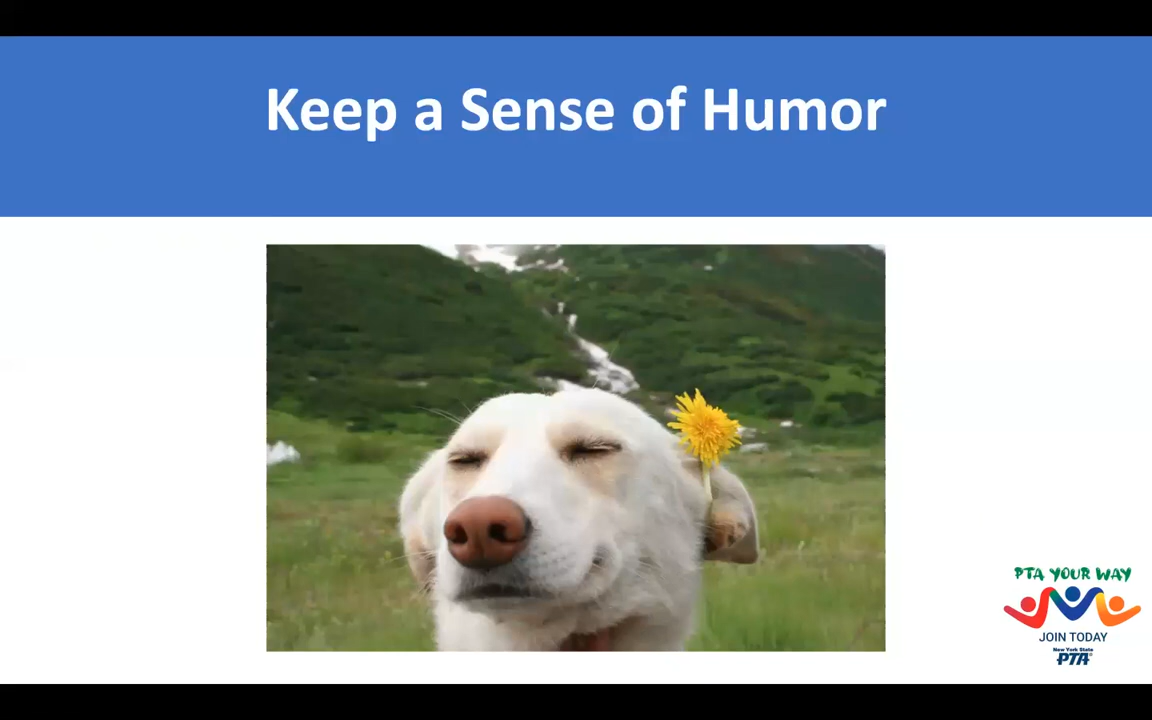 Keep a Sense of Humor
PTA YOUR WAY
JOIN TODAY
New York State
PTA®